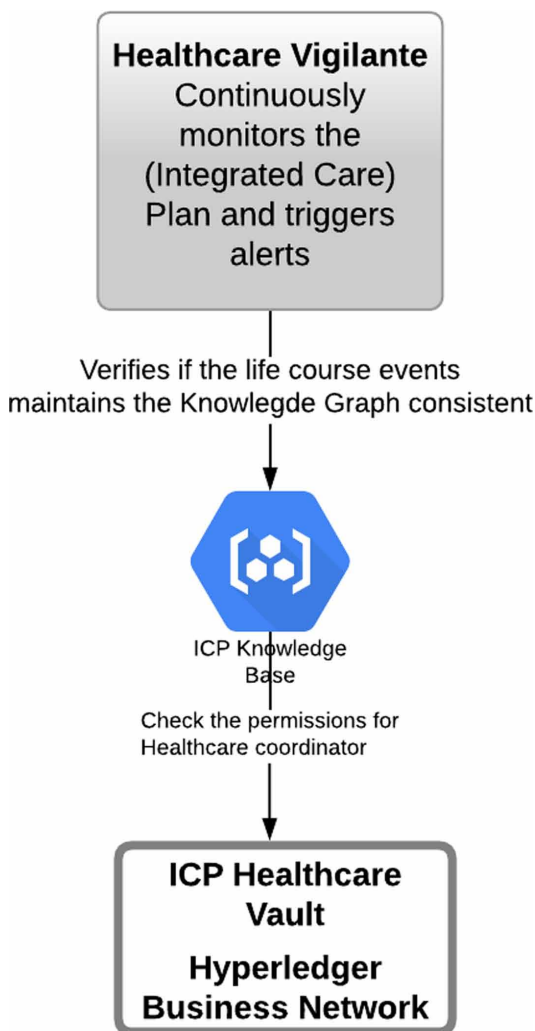 Healthcare Vigilante
Continuously
monitors the
(Integrated Care)
Plan and triggers
alerts
Verifies if the life course events
maintains the Knowlegde Graph consistent
ICP Knowledge
Base
Check the permissions for
Healthcare coordinator
ICP Healthcare
Vault
Hyperledger
Business Network